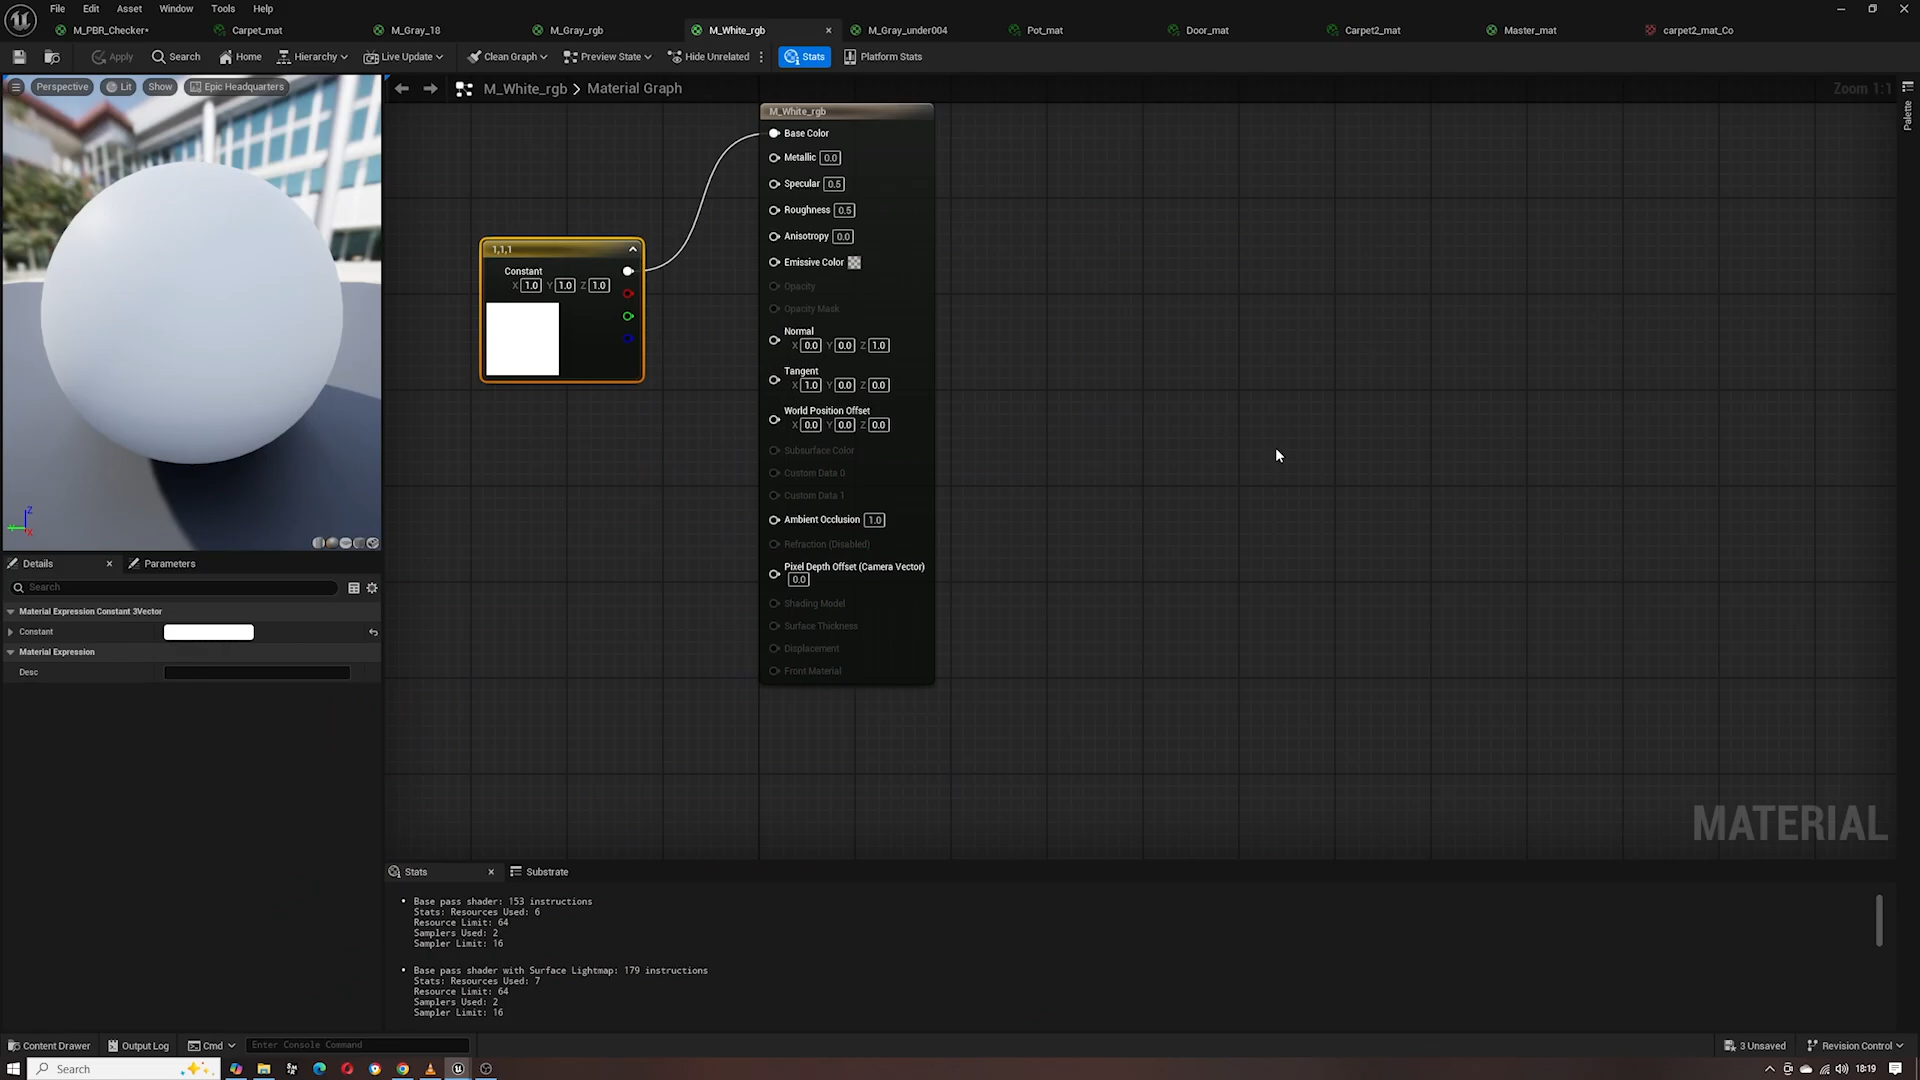 File Edit Asset Window Tools Help
M_PBR_Checker• Carpet_mat M_Gray_18 M_Gray_rgb M_White_rgb M_Gray_under004 Pot_mat Door_mat Carpet2_mat Master_mat carpet2_mat_Co
Apply Search Home Hierarchy Live Update Clean Graph Preview State Hide Unrelated Stats Platform Stats
Perspective Lit Show Epic Headquarters
M_White_rgb > Material Graph
Zoom 1:1
Palette
M_White_rgb
Base Color
Metallic 0.0
Specular 0.5
Roughness 0.5
Anisotropy 0.0
Emissive Color
Opacity
Opacity Mask
Normal
X 0.0 Y 0.0 Z 1.0
Tangent
X 1.0 Y 0.0 Z 0.0
World Position Offset
X 0.0 Y 0.0 Z 0.0
Subsurface Color
Custom Data 0
Custom Data 1
Ambient Occlusion 1.0
Refraction (Disabled)
Pixel Depth Offset (Camera Vector)
0.0
Shading Model
Surface Thickness
Displacement
Front Material
1,1,1
Constant
X 1.0 Y 1.0 Z 1.0
Z
Y
X
MATERIAL
Details Parameters
Search
Material Expression Constant 3Vector
Constant
Material Expression
Desc
Stats Substrate
• Base pass shader: 153 instructions
Stats: Resources Used: 6
Resource Limit: 64
Samplers Used: 2
Sampler Limit: 16
• Base pass shader with Surface Lightmap: 179 instructions
Stats: Resources Used: 7
Resource Limit: 64
Samplers Used: 2
Sampler Limit: 16
Content Drawer Output Log Cmd Enter Console Command 3 Unsaved Revision Control
Search 18:19